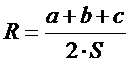 R = (a + b + c) / (2 · S)